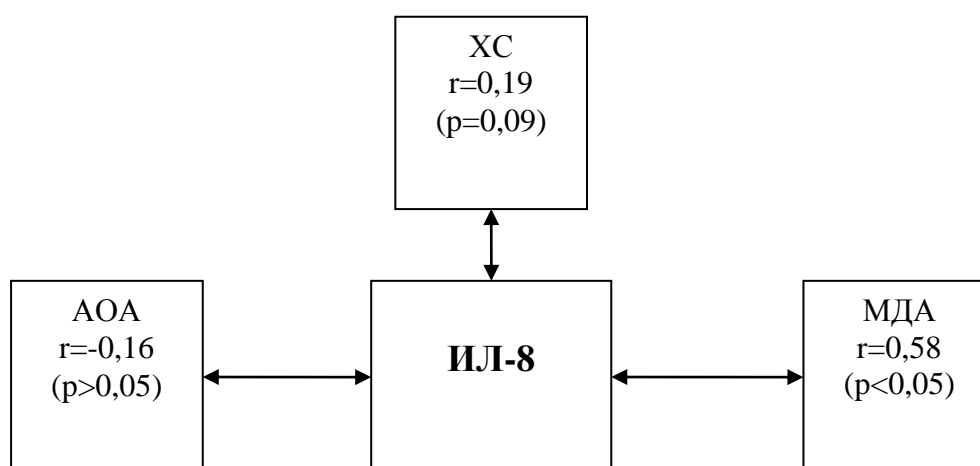 ХС
r=0,19
(p=0,09)
АОА
r=-0,16
(p>0,05)
ИЛ-8
МДА
r=0,58
(p<0,05)